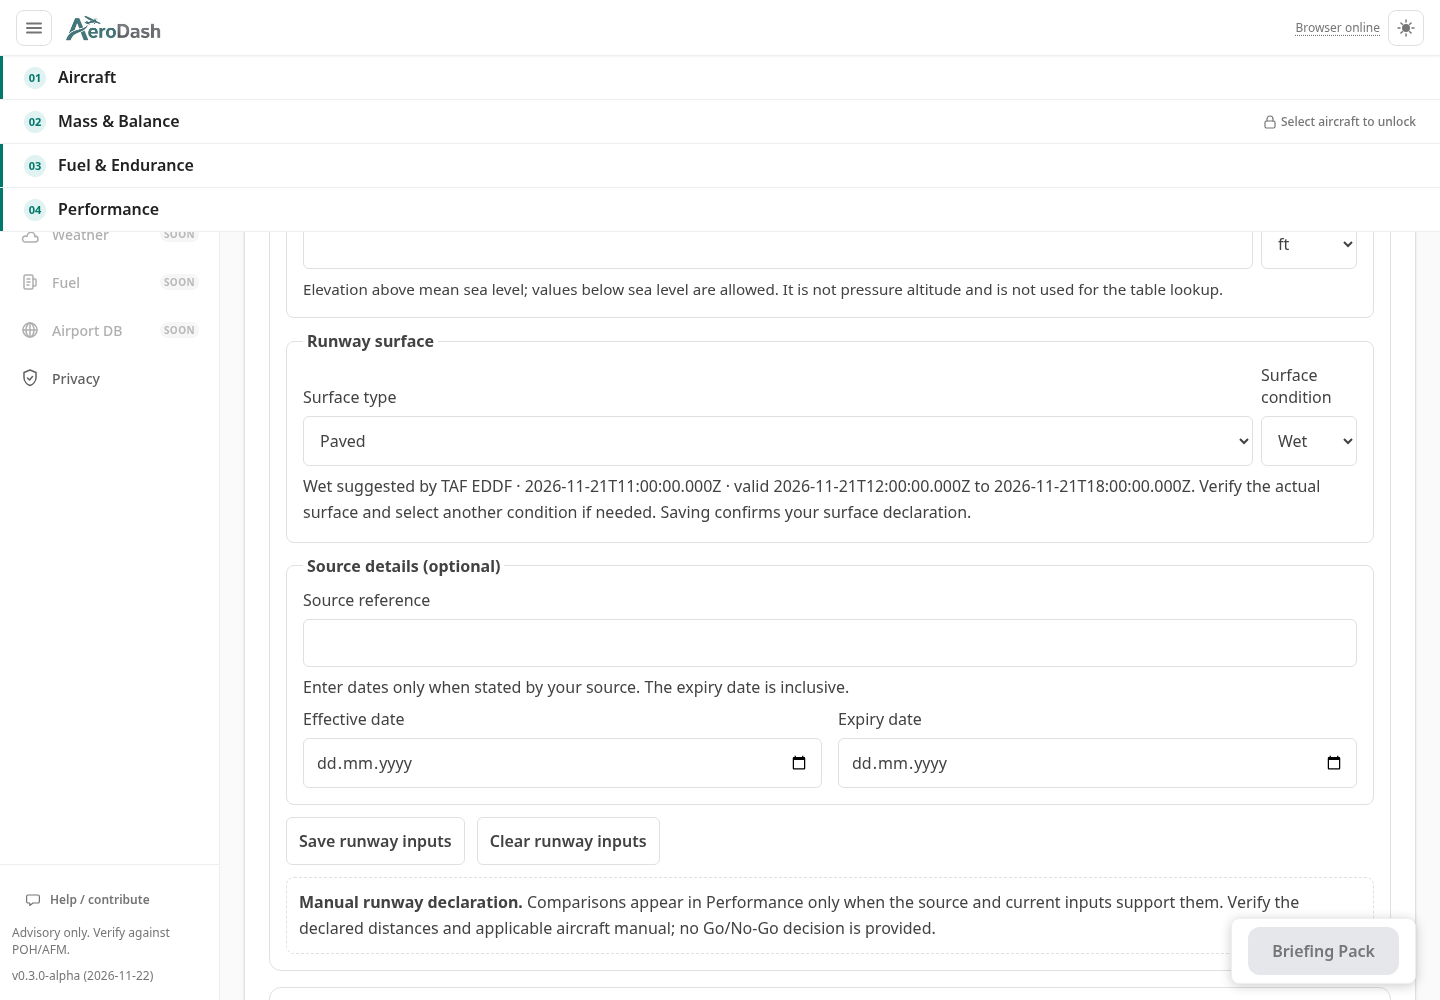 AeroDash
Browser online
01 Aircraft
02 Mass & Balance
Select aircraft to unlock
03 Fuel & Endurance
04 Performance
Weather SOON
Fuel SOON
Airport DB SOON
Privacy
ft
Elevation above mean sea level; values below sea level are allowed. It is not pressure altitude and is not used for the table lookup.
Runway surface
Surface type
Surface
condition
Paved
Wet
Wet suggested by TAF EDDF · 2026-11-21T11:00:00.000Z · valid 2026-11-21T12:00:00.000Z to 2026-11-21T18:00:00.000Z. Verify the actual
surface and select another condition if needed. Saving confirms your surface declaration.
Source details (optional)
Source reference
Enter dates only when stated by your source. The expiry date is inclusive.
Effective date
Expiry date
dd.mm.yyyy
dd.mm.yyyy
Save runway inputs
Clear runway inputs
Manual runway declaration. Comparisons appear in Performance only when the source and current inputs support them. Verify the
declared distances and applicable aircraft manual; no Go/No-Go decision is provided.
Briefing Pack
Help / contribute
Advisory only. Verify against
POH/AFM.
v0.3.0-alpha (2026-11-22)